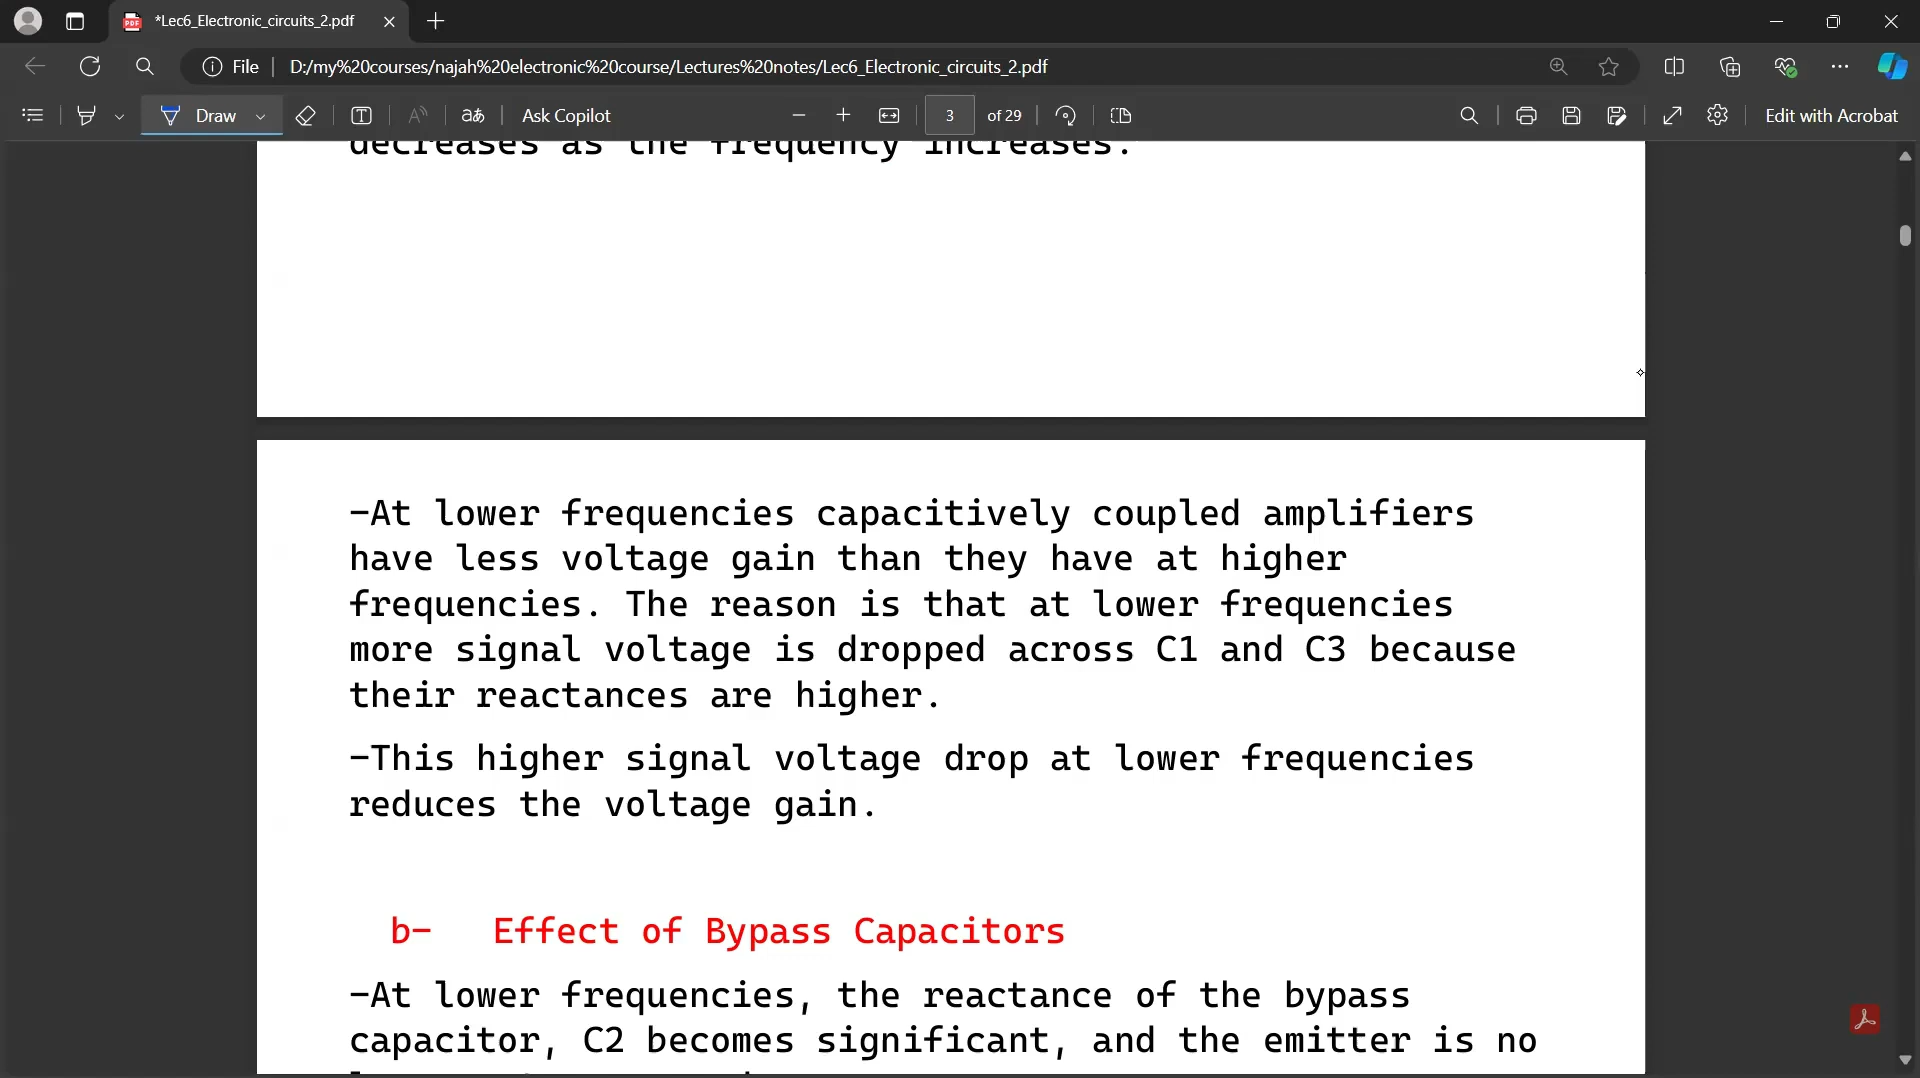 *Lec6_Electronic_circuits_2.pdf
File
D:/my%20courses/najah%20electronic%20course/Lectures%20notes/Lec6_Electronic_circuits_2.pdf
Draw
Ask Copilot
3 of 29
Edit with Acrobat
decreases as the frequency increases.
-At lower frequencies capacitively coupled amplifiers
have less voltage gain than they have at higher
frequencies. The reason is that at lower frequencies
more signal voltage is dropped across C1 and C3 because
their reactances are higher.
-This higher signal voltage drop at lower frequencies
reduces the voltage gain.
b- Effect of Bypass Capacitors
-At lower frequencies, the reactance of the bypass
capacitor, C2 becomes significant, and the emitter is no